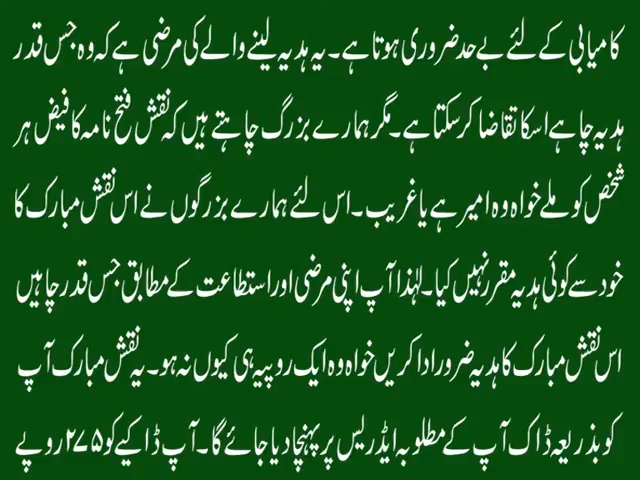 کامیابی کے لئے بے حد ضروری ہوتا ہے۔ یہ ہدیہ لینے والے کی مرضی ہے کہ وہ جس قدر
ہدیہ چاہے اسکا تقاضا کر سکتا ہے۔ مگر ہمارے بزرگ چاہتے ہیں کہ نقش فتح نامہ کا فیض ہر
شخص کو ملے خواہ وہ امیر ہے یا غریب۔ اس لئے ہمارے بزرگوں نے اس نقش مبارک کا
خود سے کوئی ہدیہ مقرر نہیں کیا۔ لہٰذا آپ اپنی مرضی اور استطاعت کے مطابق جس قدر چاہیں
اس نقش مبارک کا ہدیہ ضرور ادا کریں خواہ وہ ایک روپیہ ہی کیوں نہ ہو۔ یہ نقش مبارک آپ
کو بذریعہ ڈاک آپ کے مطلوبہ ایڈریس پر پہنچا دیا جائے گا۔ آپ ڈاکیے کو ۲۷۵ روپے